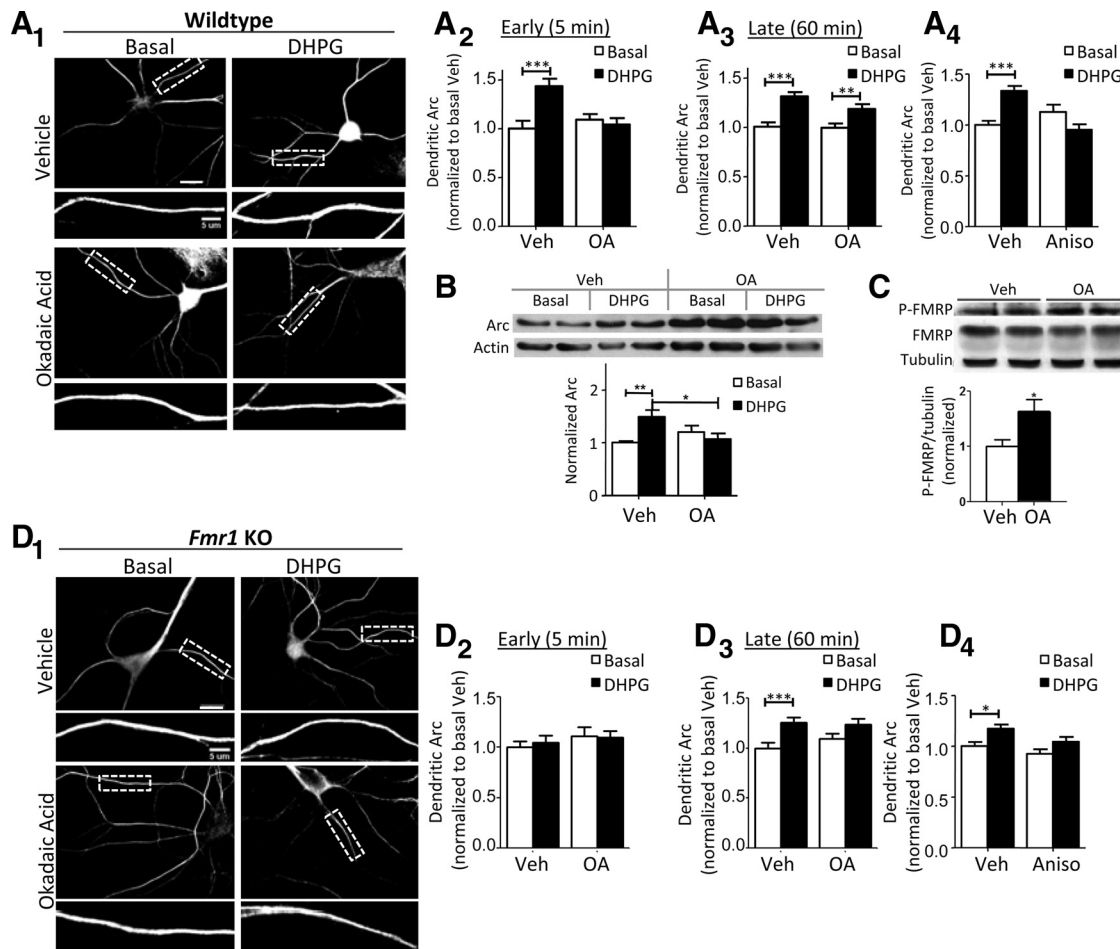 A1
Wildtype
Basal
DHPG
Vehicle
5 um
Okadaic Acid
A2
Early (5 min)
Basal
DHPG
***
Dendritic Arc
(normalized to basal Veh)
1.5
1.0
0.5
0.0
Veh
OA
A3
Late (60 min)
Basal
DHPG
***
**
Dendritic Arc
(normalized to basal Veh)
1.5
1.0
0.5
0.0
Veh
OA
A4
Basal
DHPG
***
Dendritic Arc
(normalized to basal Veh)
1.5
1.0
0.5
0.0
Veh
Aniso
B
Veh
OA
Basal
DHPG
Basal
DHPG
Arc
Actin
Basal
DHPG
**
*
Normalized Arc
2
1
0
Veh
OA
C
Veh
OA
P-FMRP
FMRP
Tubulin
*
P-FMRP/tubulin
(normalized)
2
1
0
Veh
OA
D1
Fmr1 KO
Basal
DHPG
Vehicle
5 um
Okadaic Acid
D2
Early (5 min)
Basal
DHPG
Dendritic Arc
(normalized to basal Veh)
1.5
1.0
0.5
0.0
Veh
OA
D3
Late (60 min)
Basal
DHPG
***
Dendritic Arc
(normalized to basal Veh)
1.5
1.0
0.5
0.0
Veh
OA
D4
Basal
DHPG
*
Dendritic Arc
(normalized to basal Veh)
1.5
1.0
0.5
0.0
Veh
Aniso